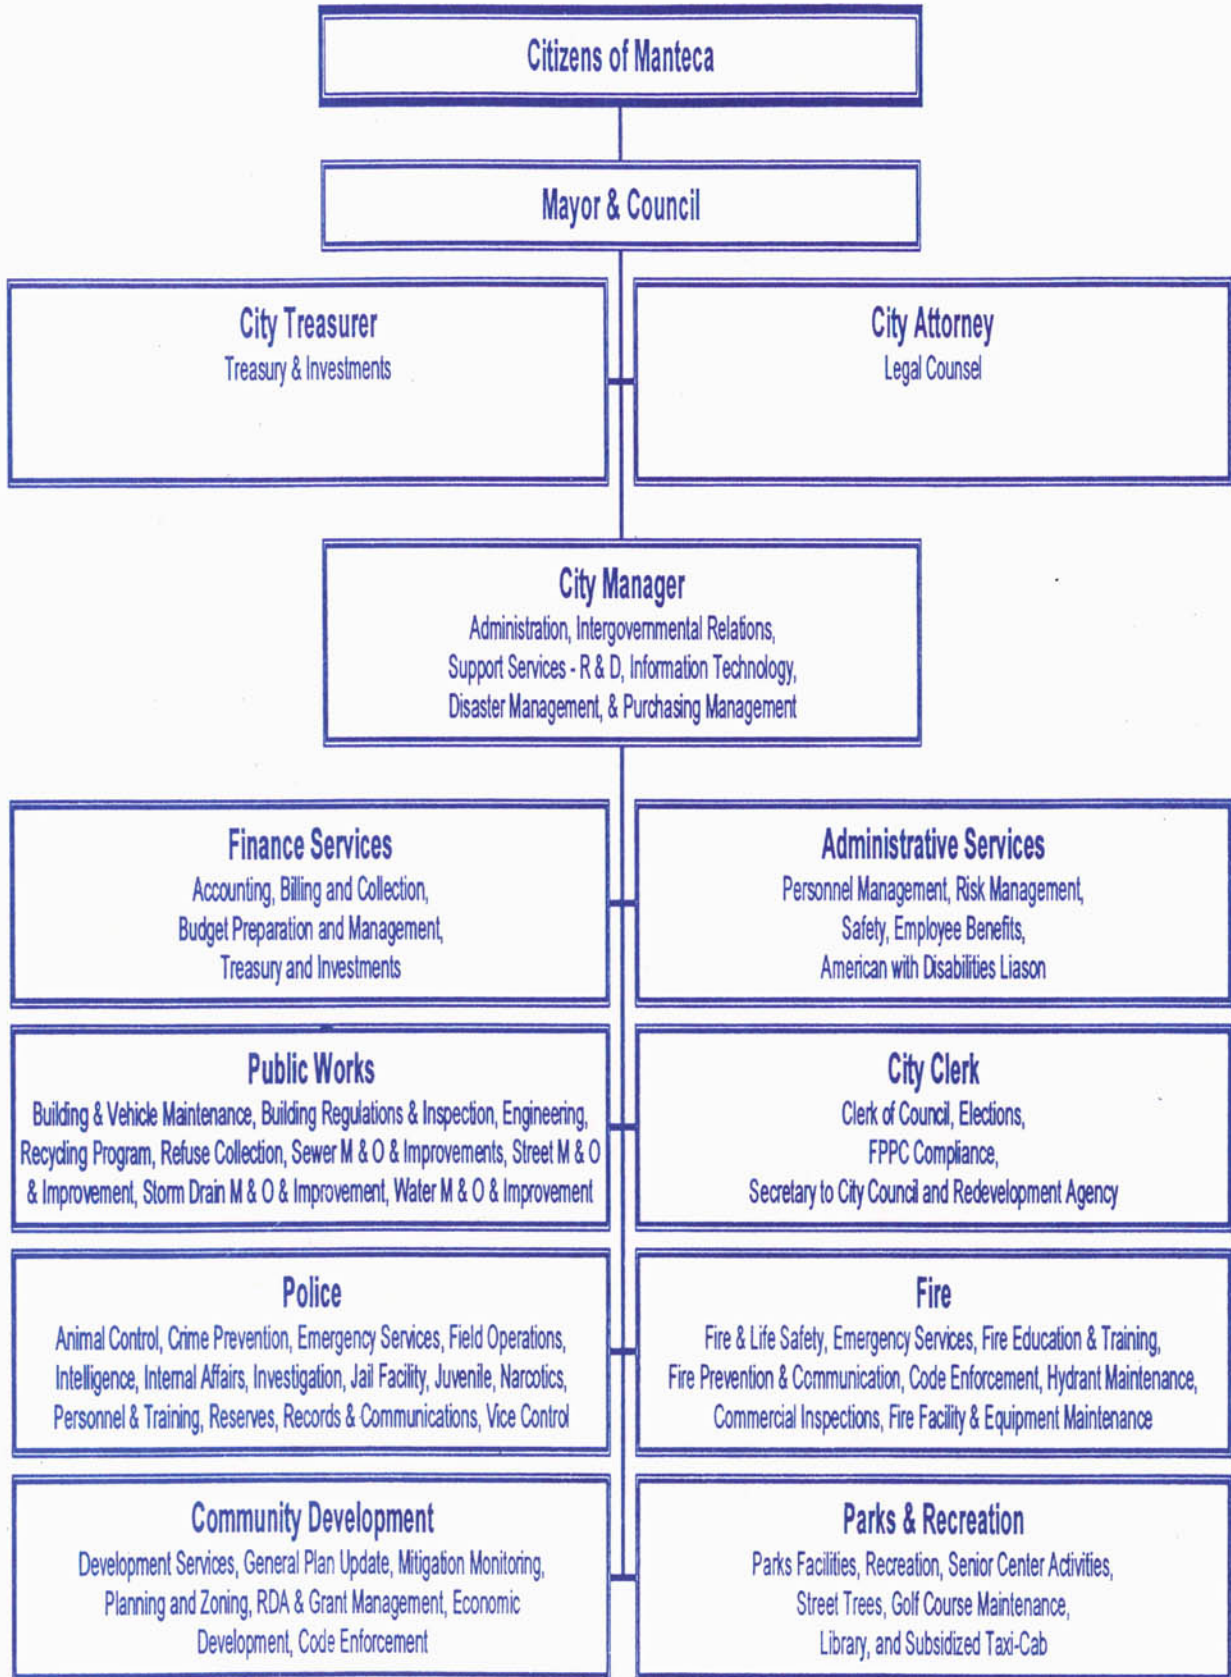 Citizens of Manteca
Mayor & Council
City Treasurer
Treasury & Investments
City Attorney
Legal Counsel
City Manager
Administration, Intergovernmental Relations,
Support Services - R & D, Information Technology,
Disaster Management, & Purchasing Management
Finance Services
Accounting, Billing and Collection,
Budget Preparation and Management,
Treasury and Investments
Administrative Services
Personnel Management, Risk Management,
Safety, Employee Benefits,
American with Disabilities Liason
Public Works
Building & Vehicle Maintenance, Building Regulations & Inspection, Engineering,
Recycling Program, Refuse Collection, Sewer M & O & Improvements, Street M & O
& Improvement, Storm Drain M & O & Improvement, Water M & O & Improvement
City Clerk
Clerk of Council, Elections,
FPPC Compliance,
Secretary to City Council and Redevelopment Agency
Police
Animal Control, Crime Prevention, Emergency Services, Field Operations,
Intelligence, Internal Affairs, Investigation, Jail Facility, Juvenile, Narcotics,
Personnel & Training, Reserves, Records & Communications, Vice Control
Fire
Fire & Life Safety, Emergency Services, Fire Education & Training,
Fire Prevention & Communication, Code Enforcement, Hydrant Maintenance,
Commercial Inspections, Fire Facility & Equipment Maintenance
Community Development
Development Services, General Plan Update, Mitigation Monitoring,
Planning and Zoning, RDA & Grant Management, Economic
Development, Code Enforcement
Parks & Recreation
Parks Facilities, Recreation, Senior Center Activities,
Street Trees, Golf Course Maintenance,
Library, and Subsidized Taxi-Cab